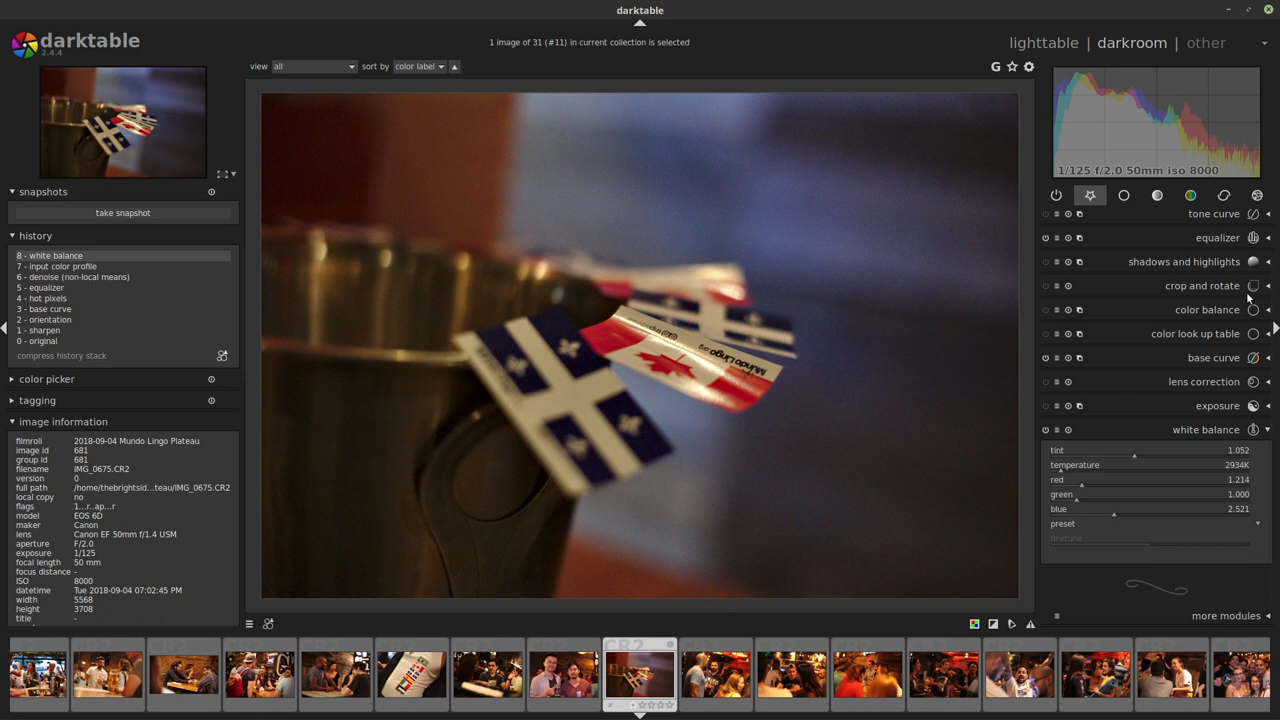 darktable
darktable
2.4.4
1 image of 31 (#11) in current collection is selected
lighttable | darkroom | other
view all sort by color label
G
1/125 f/2.0 50mm iso 8000
snapshots
take snapshot
history
8 - white balance
7 - input color profile
6 - denoise (non-local means)
5 - equalizer
4 - hot pixels
3 - base curve
2 - orientation
1 - sharpen
0 - original
compress history stack
color picker
tagging
image information
filmroll 2018-09-04 Mundo Lingo Plateau
image id 681
group id 681
filename IMG_0675.CR2
version 0
full path /home/thebrightsid...teau/IMG_0675.CR2
local copy no
flags 1...r..ap...r
model EOS 6D
maker Canon
lens Canon EF 50mm f/1.4 USM
aperture F/2.0
exposure 1/125
focal length 50 mm
focus distance -
ISO 8000
datetime Tue 2018-09-04 07:02:45 PM
width 5568
height 3708
title -
Mundo Lingo.org
tone curve
equalizer
shadows and highlights
crop and rotate
color balance
color look up table
base curve
lens correction
exposure
white balance
tint 1.052
temperature 2934K
red 1.214
green 1.000
blue 2.521
preset
finetune
more modules
CR2